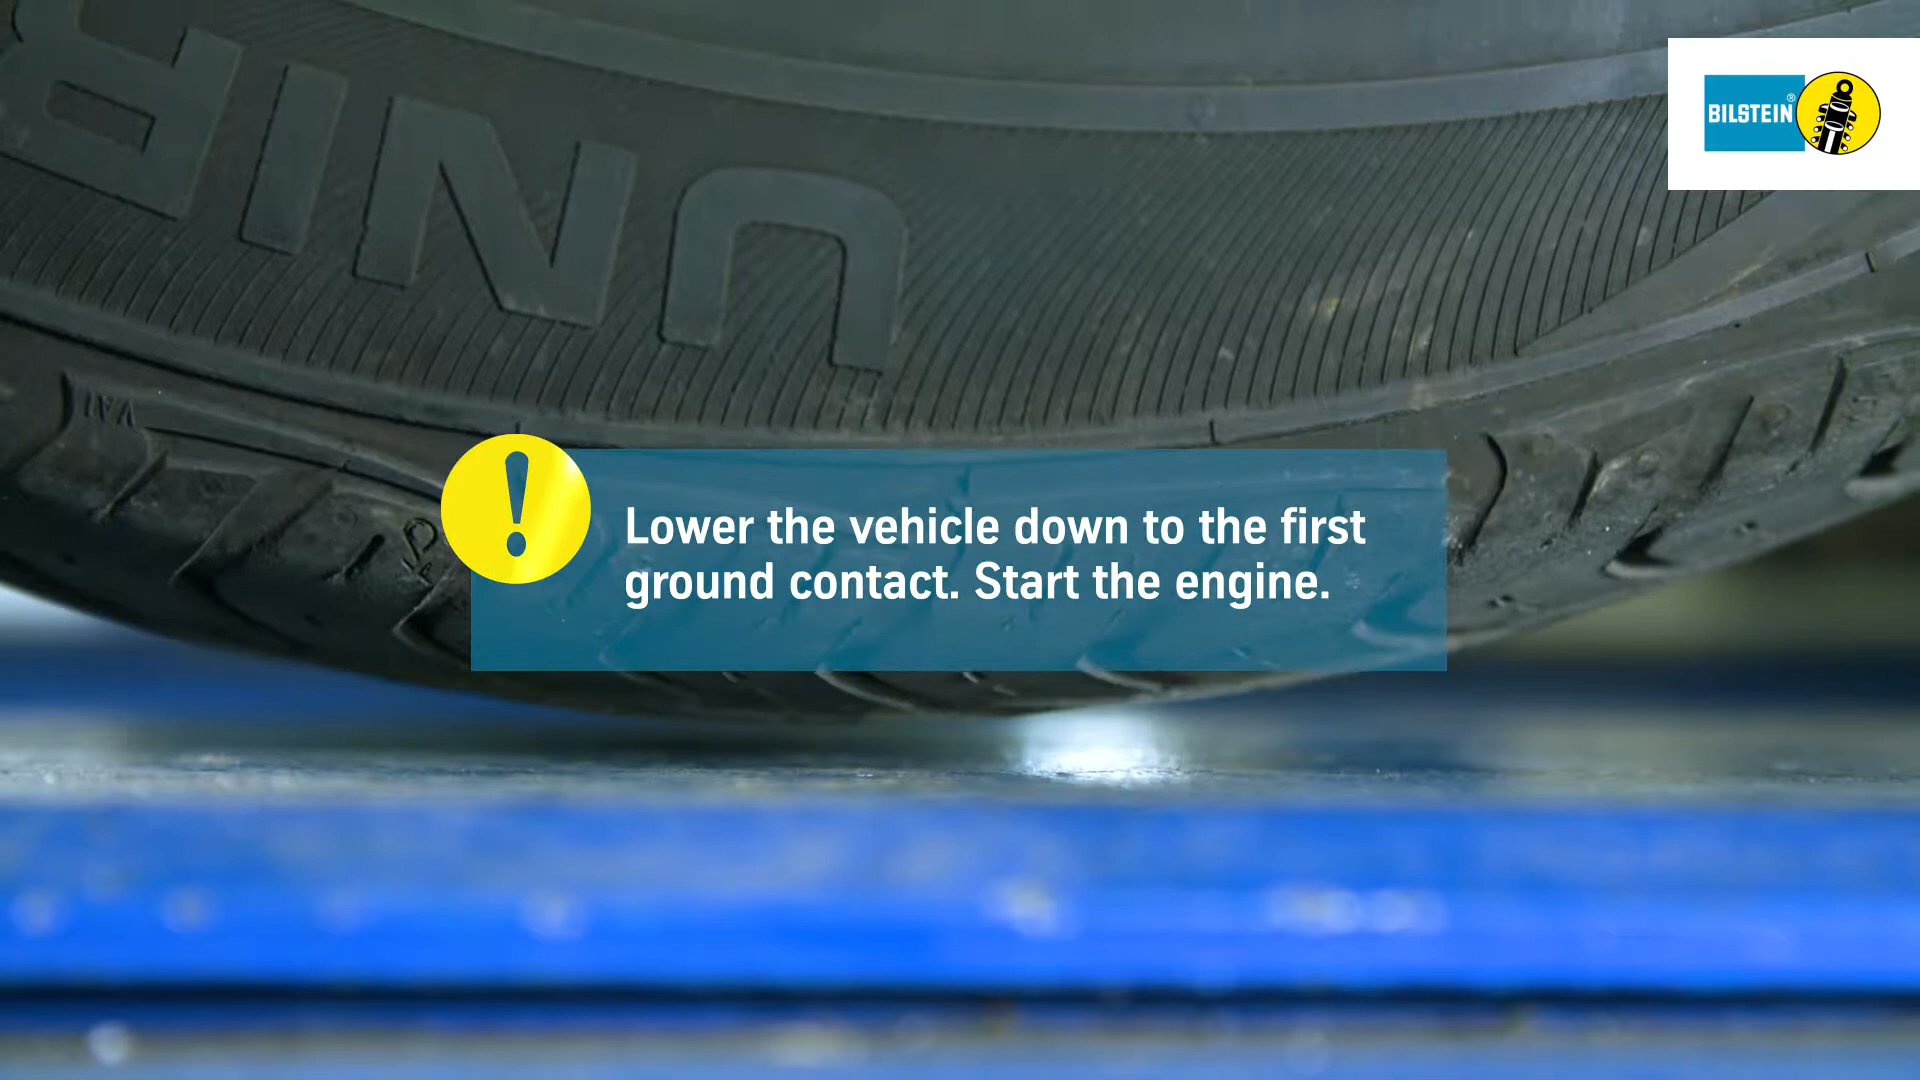 BILSTEIN®
UNIR
Lower the vehicle down to the first
ground contact. Start the engine.